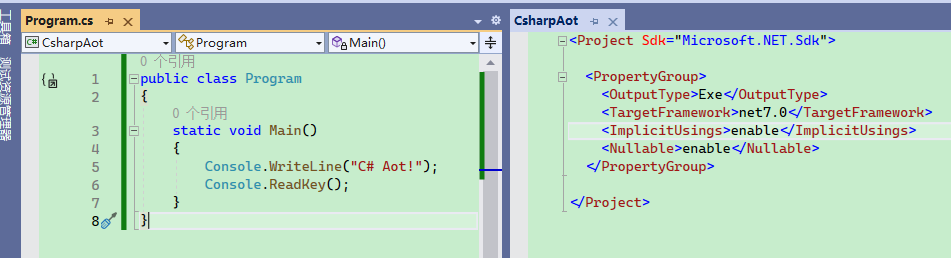 工具箱
测试资源管理器
Program.cs
CsharpAot
Program
Main()
0 个引用
1 public class Program
2 {
0 个引用
3 static void Main()
4 {
5 Console.WriteLine("C# Aot!");
6 Console.ReadKey();
7 }
8 }
CsharpAot
<Project Sdk="Microsoft.NET.Sdk">
<PropertyGroup>
<OutputType>Exe</OutputType>
<TargetFramework>net7.0</TargetFramework>
<ImplicitUsings>enable</ImplicitUsings>
<Nullable>enable</Nullable>
</PropertyGroup>
</Project>